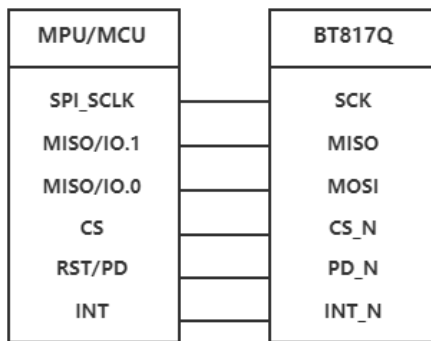 MPU/MCU
BT817Q
SPI_SCLK
SCK
MISO/IO.1
MISO
MISO/IO.0
MOSI
CS
CS_N
RST/PD
PD_N
INT
INT_N